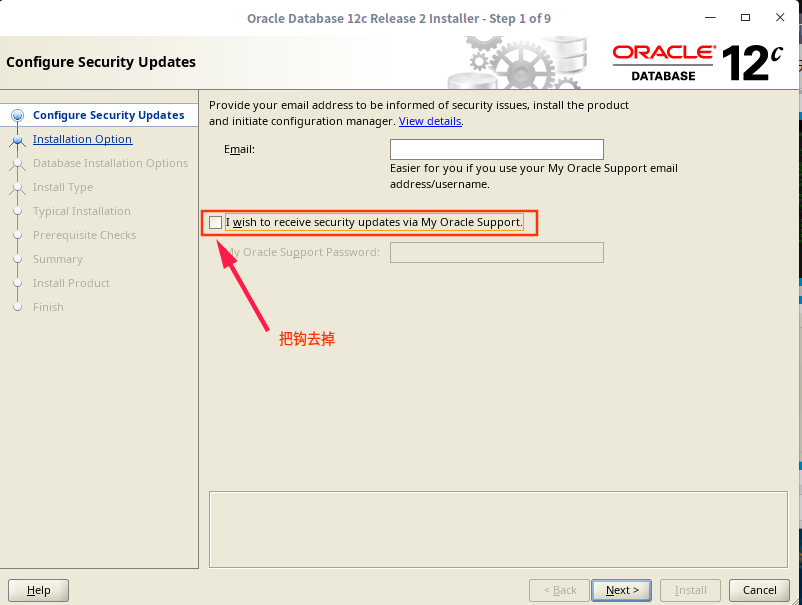 Oracle Database 12c Release 2 Installer - Step 1 of 9
Configure Security Updates
ORACLE
DATABASE
12c
Configure Security Updates
Installation Option
Database Installation Options
Install Type
Typical Installation
Prerequisite Checks
Summary
Install Product
Finish
Provide your email address to be informed of security issues, install the product
and initiate configuration manager. View details.
Email:
Easier for you if you use your My Oracle Support email
address/username.
I wish to receive security updates via My Oracle Support.
My Oracle Support Password:
把钩去掉
Help
< Back
Next >
Install
Cancel